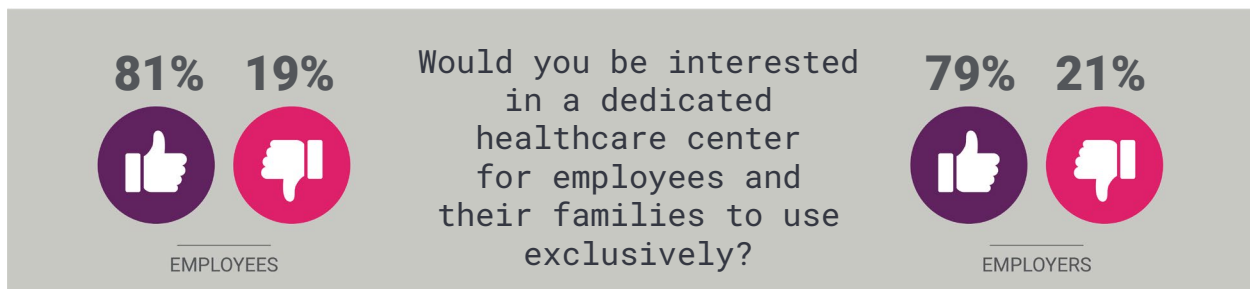 81% 19%
EMPLOYEES
Would you be interested
in a dedicated
healthcare center
for employees and
their families to use
exclusively?
79% 21%
EMPLOYERS